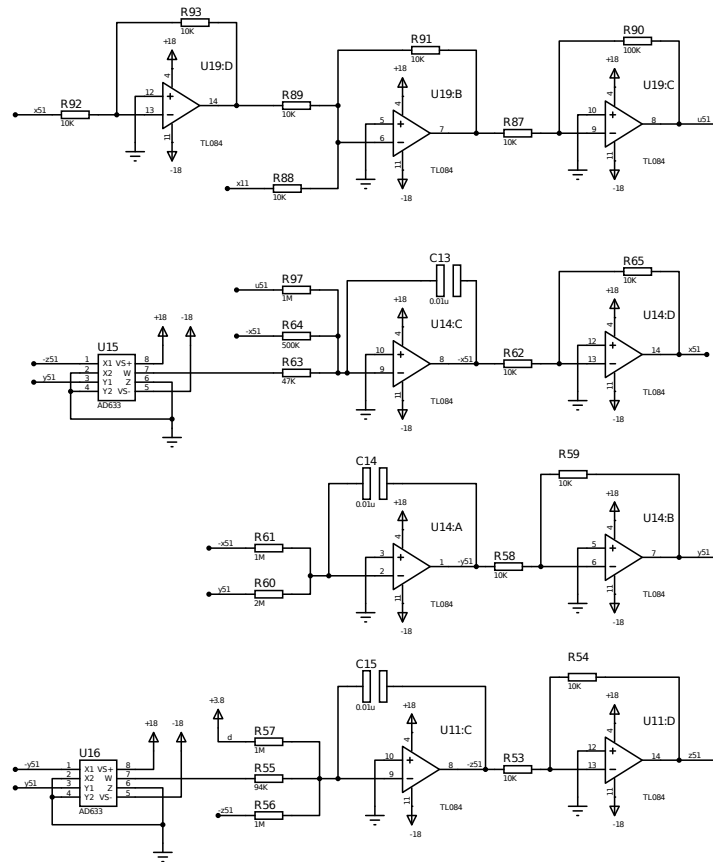 R93
10K
+18
4
U19:D
12
13
14
11
TL084
-18
x51
R92
10K
R89
10K
x11
R88
10K
R91
10K
+18
4
U19:B
5
6
7
11
TL084
-18
R87
10K
R90
100K
+18
4
U19:C
10
9
8
11
TL084
-18
u51
u51
R97
1M
-x51
R64
500K
R63
47K
C13
0.01u
+18
4
U14:C
10
9
8
-x51
11
TL084
-18
R62
10K
R65
10K
+18
4
U14:D
12
13
14
x51
11
TL084
-18
+18
-18
U15
-z51
y51
1 X1 VS+ 8
2 X2 W 7
3 Y1 Z 6
4 Y2 VS- 5
AD633
C14
0.01u
-x51
R61
1M
y51
R60
2M
+18
4
U14:A
3
2
1
-y51
11
TL084
-18
R58
10K
R59
10K
+18
4
U14:B
5
6
7
y51
11
TL084
-18
+18
-18
U16
-y51
y51
1 X1 VS+ 8
2 X2 W 7
3 Y1 Z 6
4 Y2 VS- 5
AD633
+3.8
d
R57
1M
R55
94K
-z51
R56
1M
C15
0.01u
+18
4
U11:C
10
9
8
-z51
11
TL084
-18
R53
10K
R54
10K
+18
4
U11:D
12
13
14
z51
11
TL084
-18